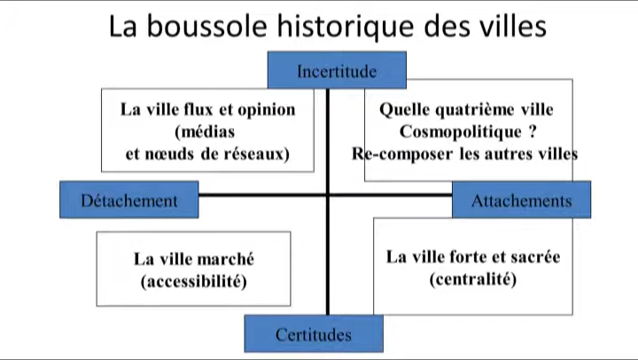 La boussole historique des villes
Incertitude
La ville flux et opinion
(médias
et nœuds de réseaux)
Quelle quatrième ville
Cosmopolitique ?
Re-composer les autres villes
Détachement
Attachements
La ville marché
(accessibilité)
La ville forte et sacrée
(centralité)
Certitudes